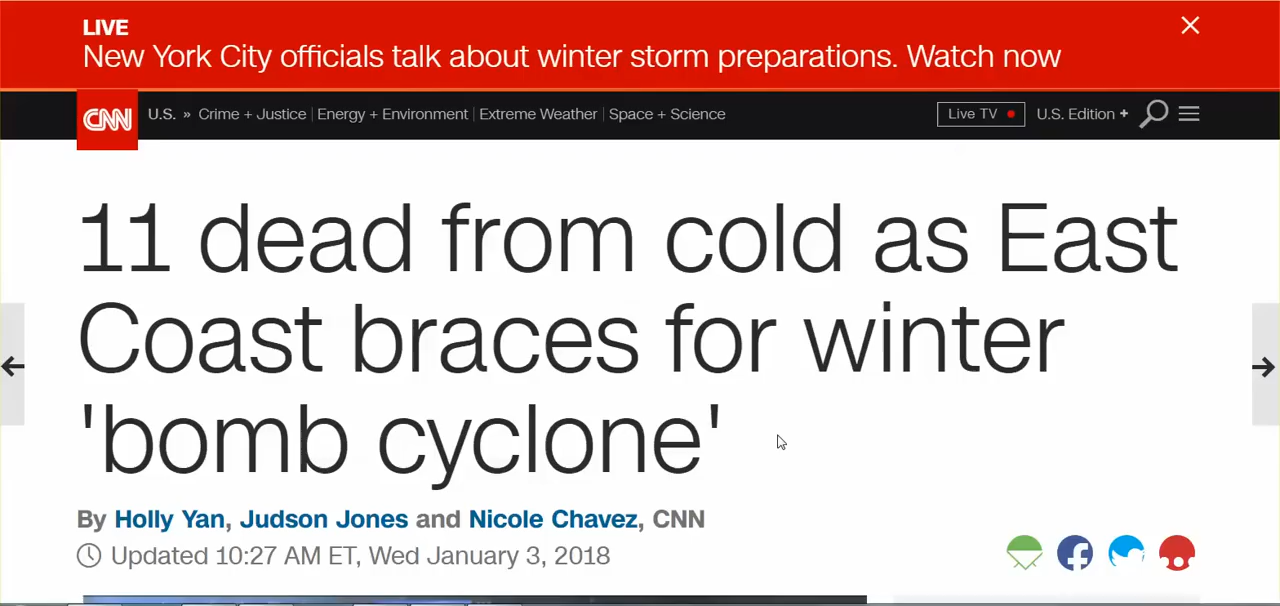 LIVE
New York City officials talk about winter storm preparations. Watch now
CNN U.S. » Crime + Justice Energy + Environment Extreme Weather Space + Science Live TV U.S. Edition +
11 dead from cold as East
Coast braces for winter
'bomb cyclone'
By Holly Yan, Judson Jones and Nicole Chavez, CNN
Updated 10:27 AM ET, Wed January 3, 2018